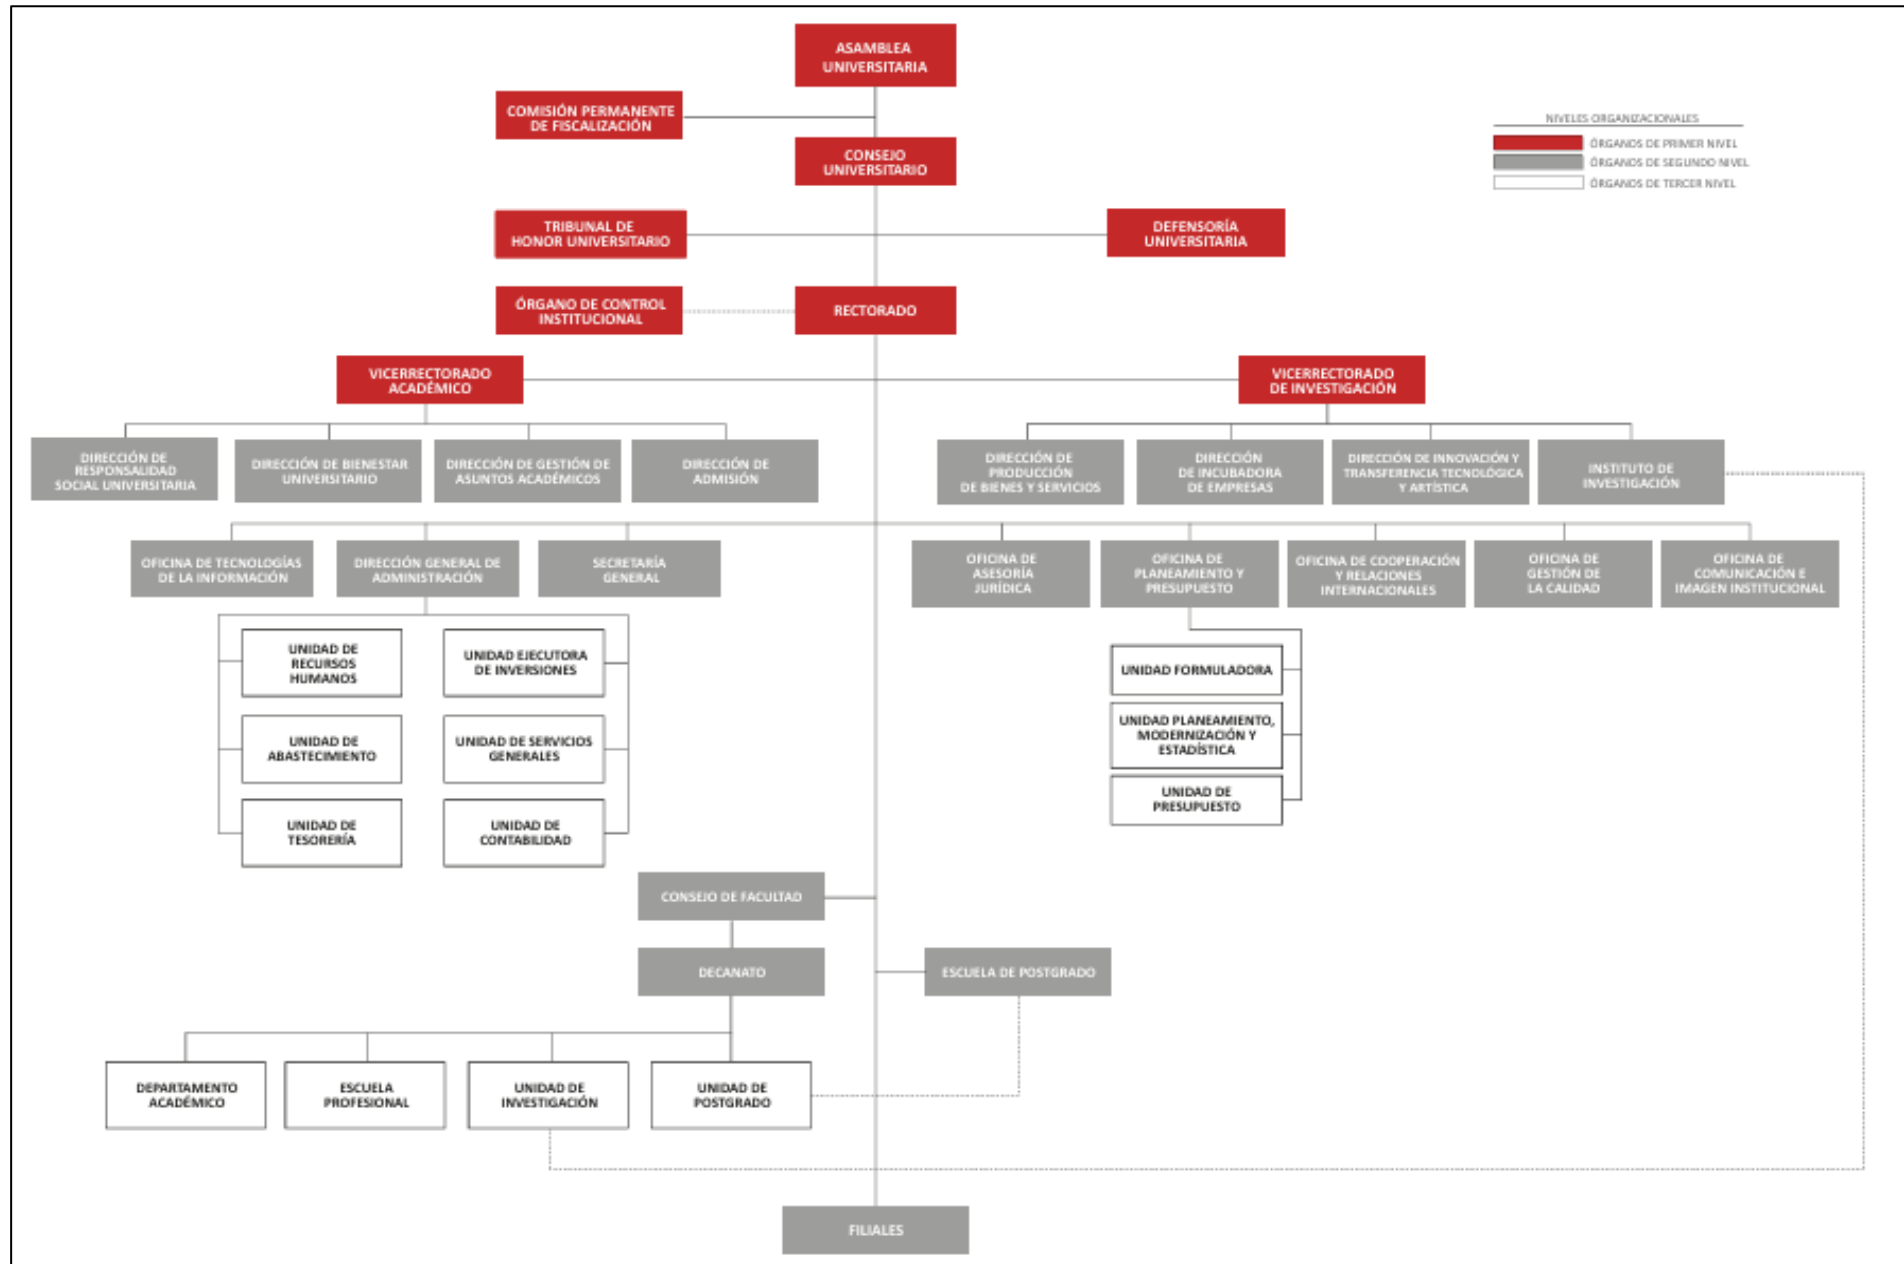 ASAMBLEA
UNIVERSITARIA
COMISIÓN PERMANENTE
DE FISCALIZACIÓN
NIVELES ORGANIZACIONALES
ÓRGANOS DE PRIMER NIVEL
ÓRGANOS DE SEGUNDO NIVEL
ÓRGANOS DE TERCER NIVEL
CONSEJO
UNIVERSITARIO
TRIBUNAL DE
HONOR UNIVERSITARIO
DEFENSORÍA
UNIVERSITARIA
ÓRGANO DE CONTROL
INSTITUCIONAL
RECTORADO
VICERRECTORADO
ACADÉMICO
VICERRECTORADO
DE INVESTIGACIÓN
DIRECCIÓN DE
RESPONSALIDAD
SOCIAL UNIVERSITARIA
DIRECCIÓN DE BIENESTAR
UNIVERSITARIO
DIRECCIÓN DE GESTIÓN DE
ASUNTOS ACADÉMICOS
DIRECCIÓN DE
ADMISIÓN
DIRECCIÓN DE
PRODUCCIÓN
DE BIENES Y SERVICIOS
DIRECCIÓN
DE INCUBADORA
DE EMPRESAS
DIRECCIÓN DE INNOVACIÓN Y
TRANSFERENCIA TECNOLÓGICA
Y ARTÍSTICA
INSTITUTO DE
INVESTIGACIÓN
OFICINA DE TECNOLOGÍAS
DE LA INFORMACIÓN
DIRECCIÓN GENERAL DE
ADMINISTRACIÓN
SECRETARÍA
GENERAL
OFICINA DE
ASESORÍA
JURÍDICA
OFICINA DE
PLANEAMIENTO Y
PRESUPUESTO
OFICINA DE COOPERACIÓN
Y RELACIONES
INTERNACIONALES
OFICINA DE
GESTIÓN DE
LA CALIDAD
OFICINA DE
COMUNICACIÓN E
IMAGEN INSTITUCIONAL
UNIDAD DE
RECURSOS
HUMANOS
UNIDAD EJECUTORA
DE INVERSIONES
UNIDAD FORMULADORA
UNIDAD DE
ABASTECIMIENTO
UNIDAD DE SERVICIOS
GENERALES
UNIDAD PLANEAMIENTO,
MODERNIZACIÓN Y
ESTADÍSTICA
UNIDAD DE
TESORERÍA
UNIDAD DE
CONTABILIDAD
UNIDAD DE
PRESUPUESTO
CONSEJO DE FACULTAD
DECANATO
ESCUELA DE POSTGRADO
DEPARTAMENTO
ACADÉMICO
ESCUELA
PROFESIONAL
UNIDAD DE
INVESTIGACIÓN
UNIDAD DE
POSTGRADO
FILIALES